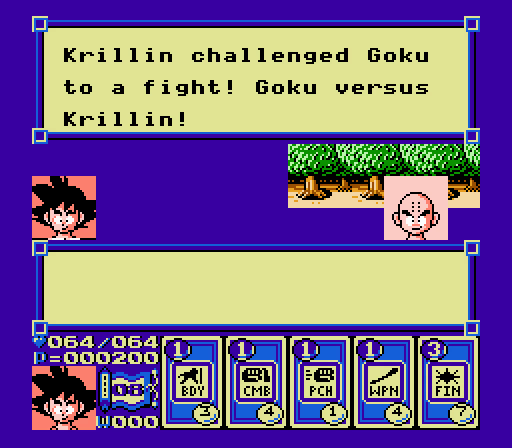 Krillin challenged Goku
to a fight! Goku versus
Krillin!
064/064
P=000200
08
W000
1 1 1 1 3
BDY CMB PCH WPN FIN
3 4 1 4 7